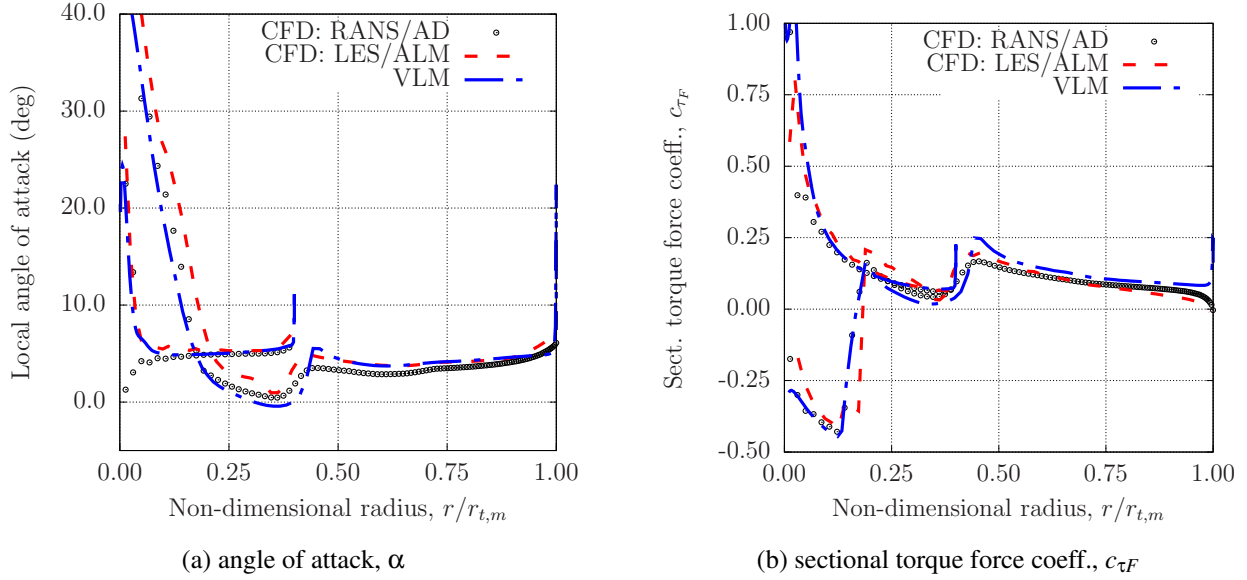 CFD: RANS/AD
CFD: LES/ALM
VLM
40.0
30.0
20.0
10.0
0.0
Local angle of attack (deg)
0.00 0.25 0.50 0.75 1.00
Non-dimensional radius, r/r_{t,m}
(a) angle of attack, α
CFD: RANS/AD
CFD: LES/ALM
VLM
1.00
0.75
0.50
0.25
0.00
-0.25
-0.50
Sect. torque force coeff., c_{τ_F}
0.00 0.25 0.50 0.75 1.00
Non-dimensional radius, r/r_{t,m}
(b) sectional torque force coeff., c_{τF}